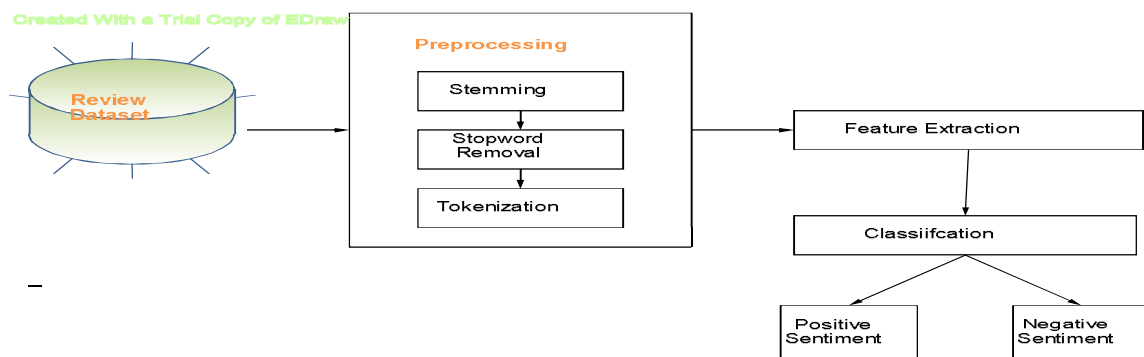 Created With a Trial Copy of EDraw
Preprocessing
Review
Dataset
Stemming
Stopword
Removal
Tokenization
Feature Extraction
Classiifcation
Positive
Sentiment
Negative
Sentiment